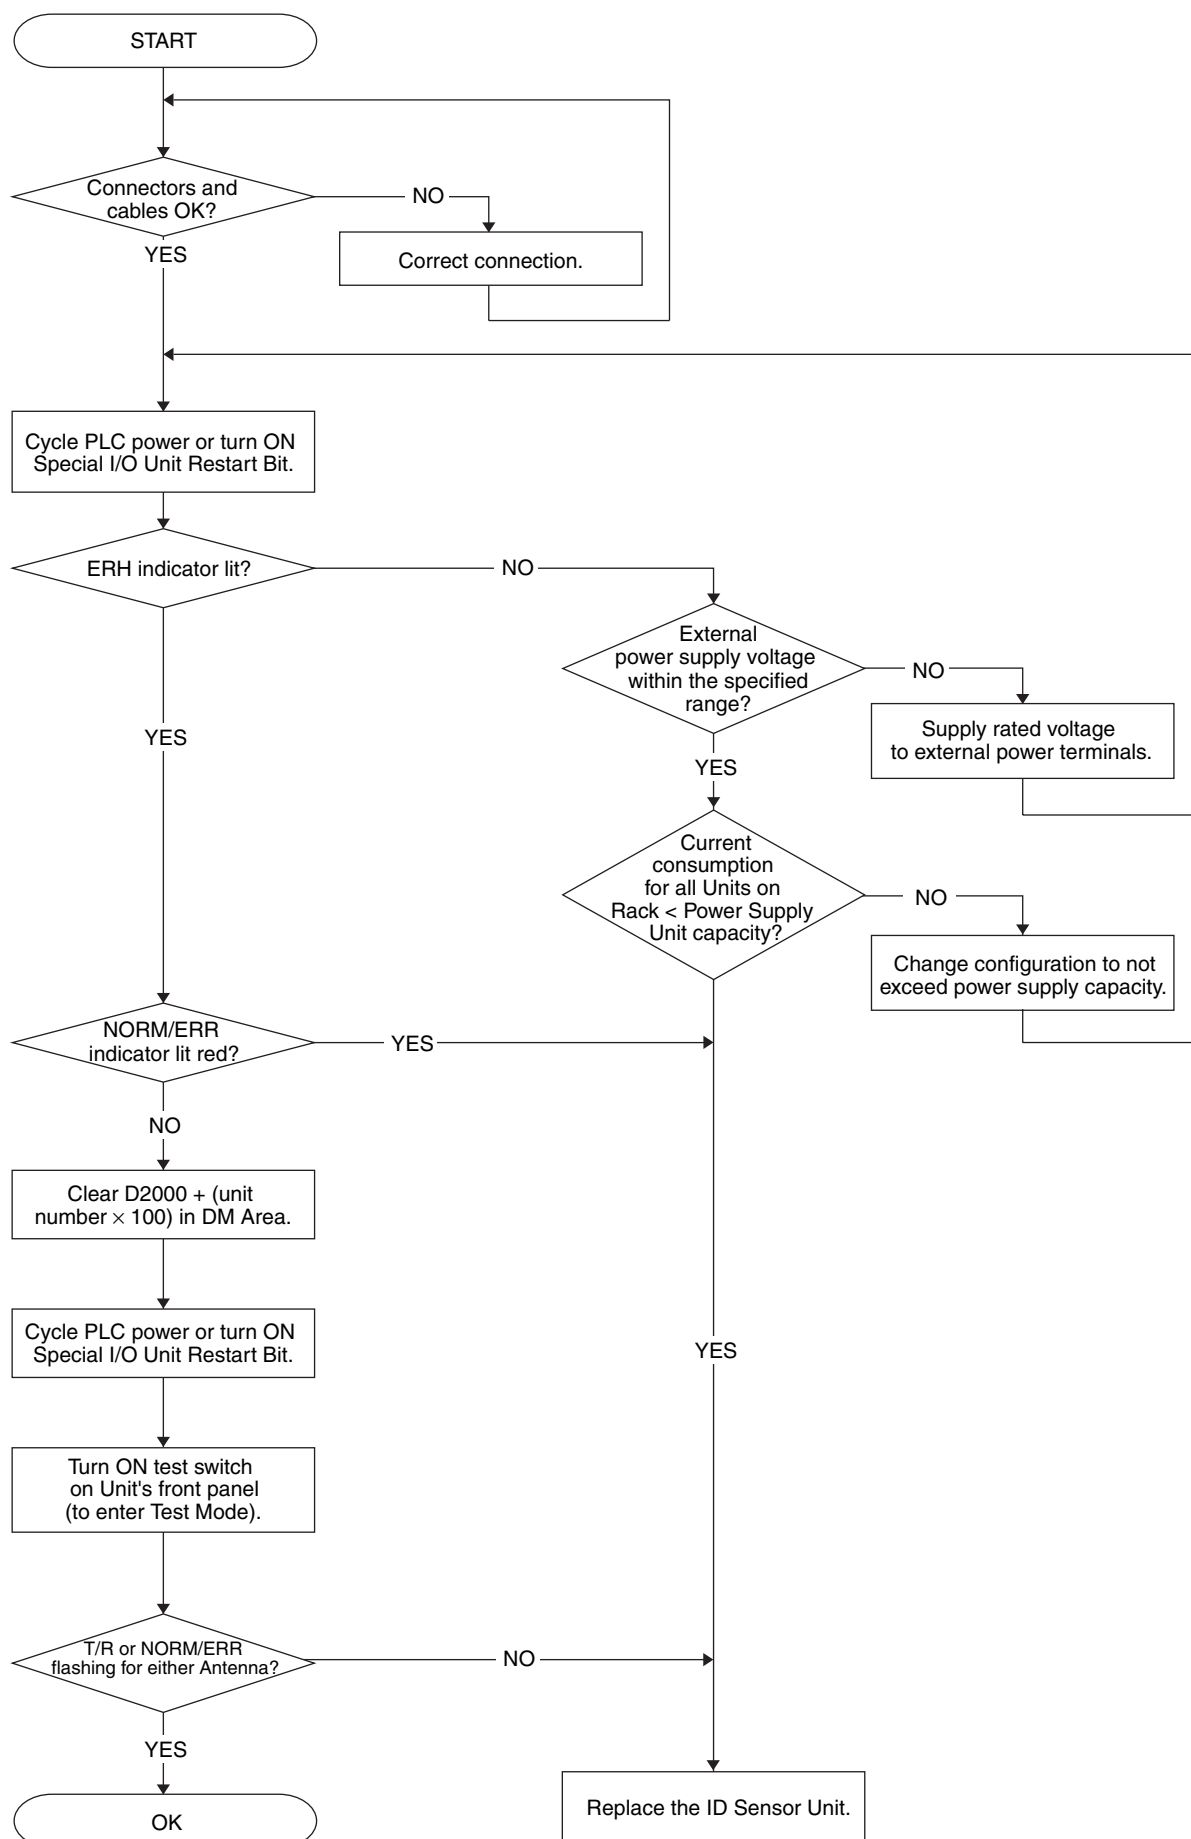 START
Connectors and
cables OK?
NO
YES
Correct connection.
Cycle PLC power or turn ON
Special I/O Unit Restart Bit.
ERH indicator lit?
NO
External
power supply voltage
within the specified
range?
NO
YES
Supply rated voltage
to external power terminals.
YES
Current
consumption
for all Units on
Rack < Power Supply
Unit capacity?
NO
Change configuration to not
exceed power supply capacity.
NORM/ERR
indicator lit red?
YES
NO
Clear D2000 + (unit
number × 100) in DM Area.
Cycle PLC power or turn ON
Special I/O Unit Restart Bit.
YES
Turn ON test switch
on Unit's front panel
(to enter Test Mode).
T/R or NORM/ERR
flashing for either Antenna?
NO
YES
OK
Replace the ID Sensor Unit.